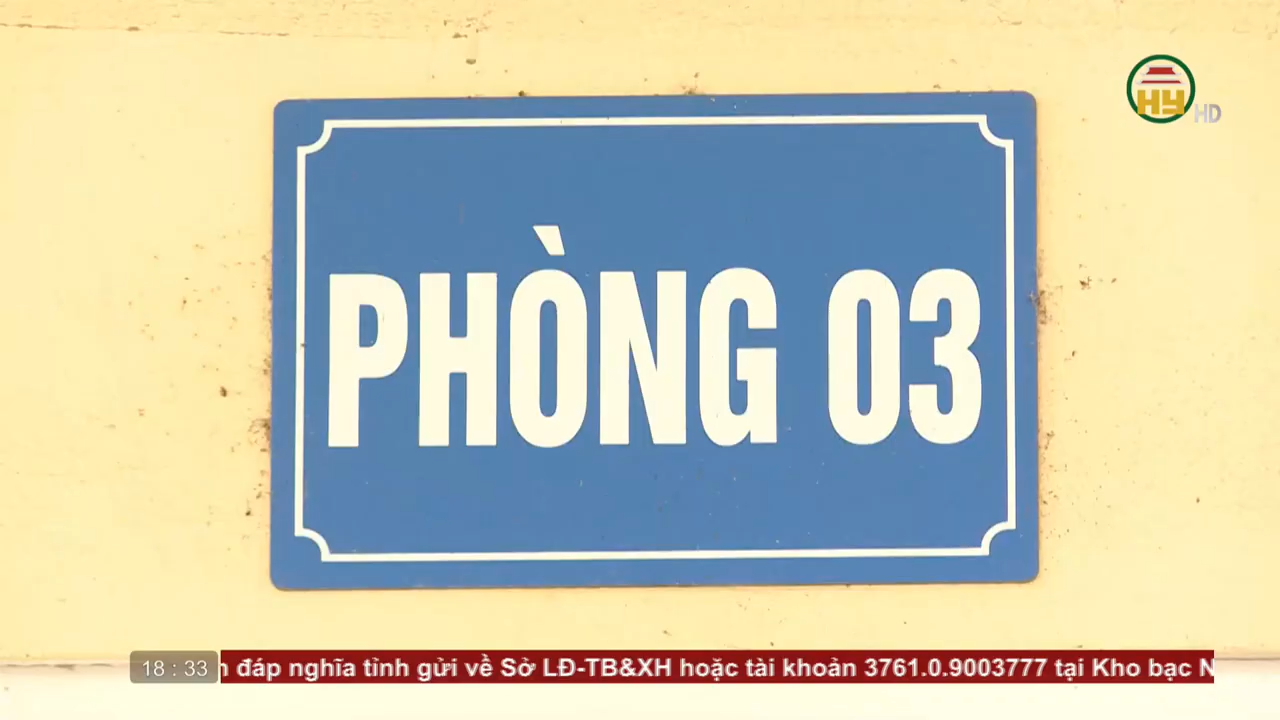 HY HD
PHÒNG 03
18 : 33
đáp nghĩa tỉnh gửi về Sở LĐ-TB&XH hoặc tài khoản 3761.0.9003777 tại Kho bạc N